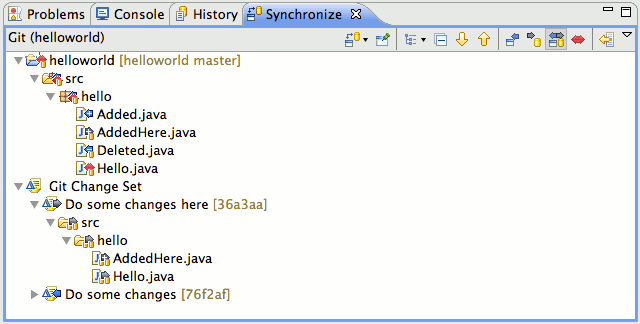 Problems Console History Synchronize
Git (helloworld)
helloworld [helloworld master]
src
hello
Added.java
AddedHere.java
Deleted.java
Hello.java
Git Change Set
Do some changes here [36a3aa]
src
hello
AddedHere.java
Hello.java
Do some changes [76f2af]